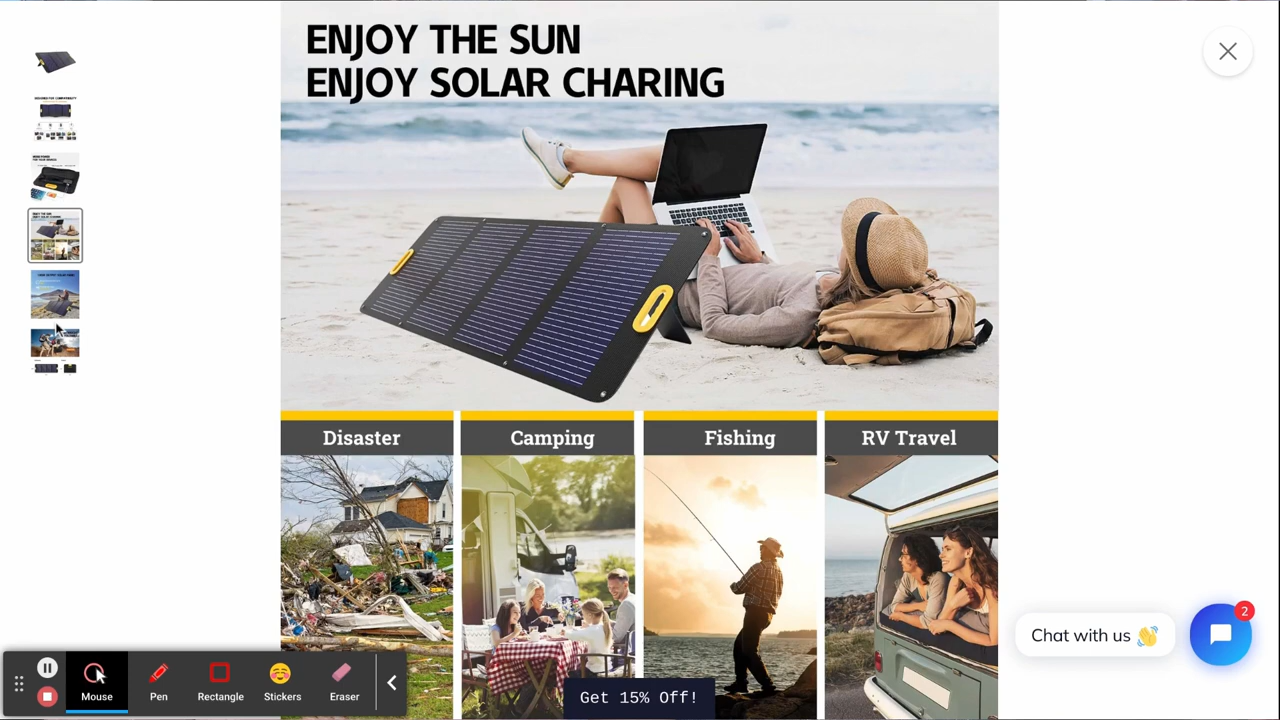 ENJOY THE SUN
ENJOY SOLAR CHARING
Disaster
Camping
Fishing
RV Travel
2
Chat with us
Get 15% Off!
Mouse
Pen
Rectangle
Stickers
Eraser